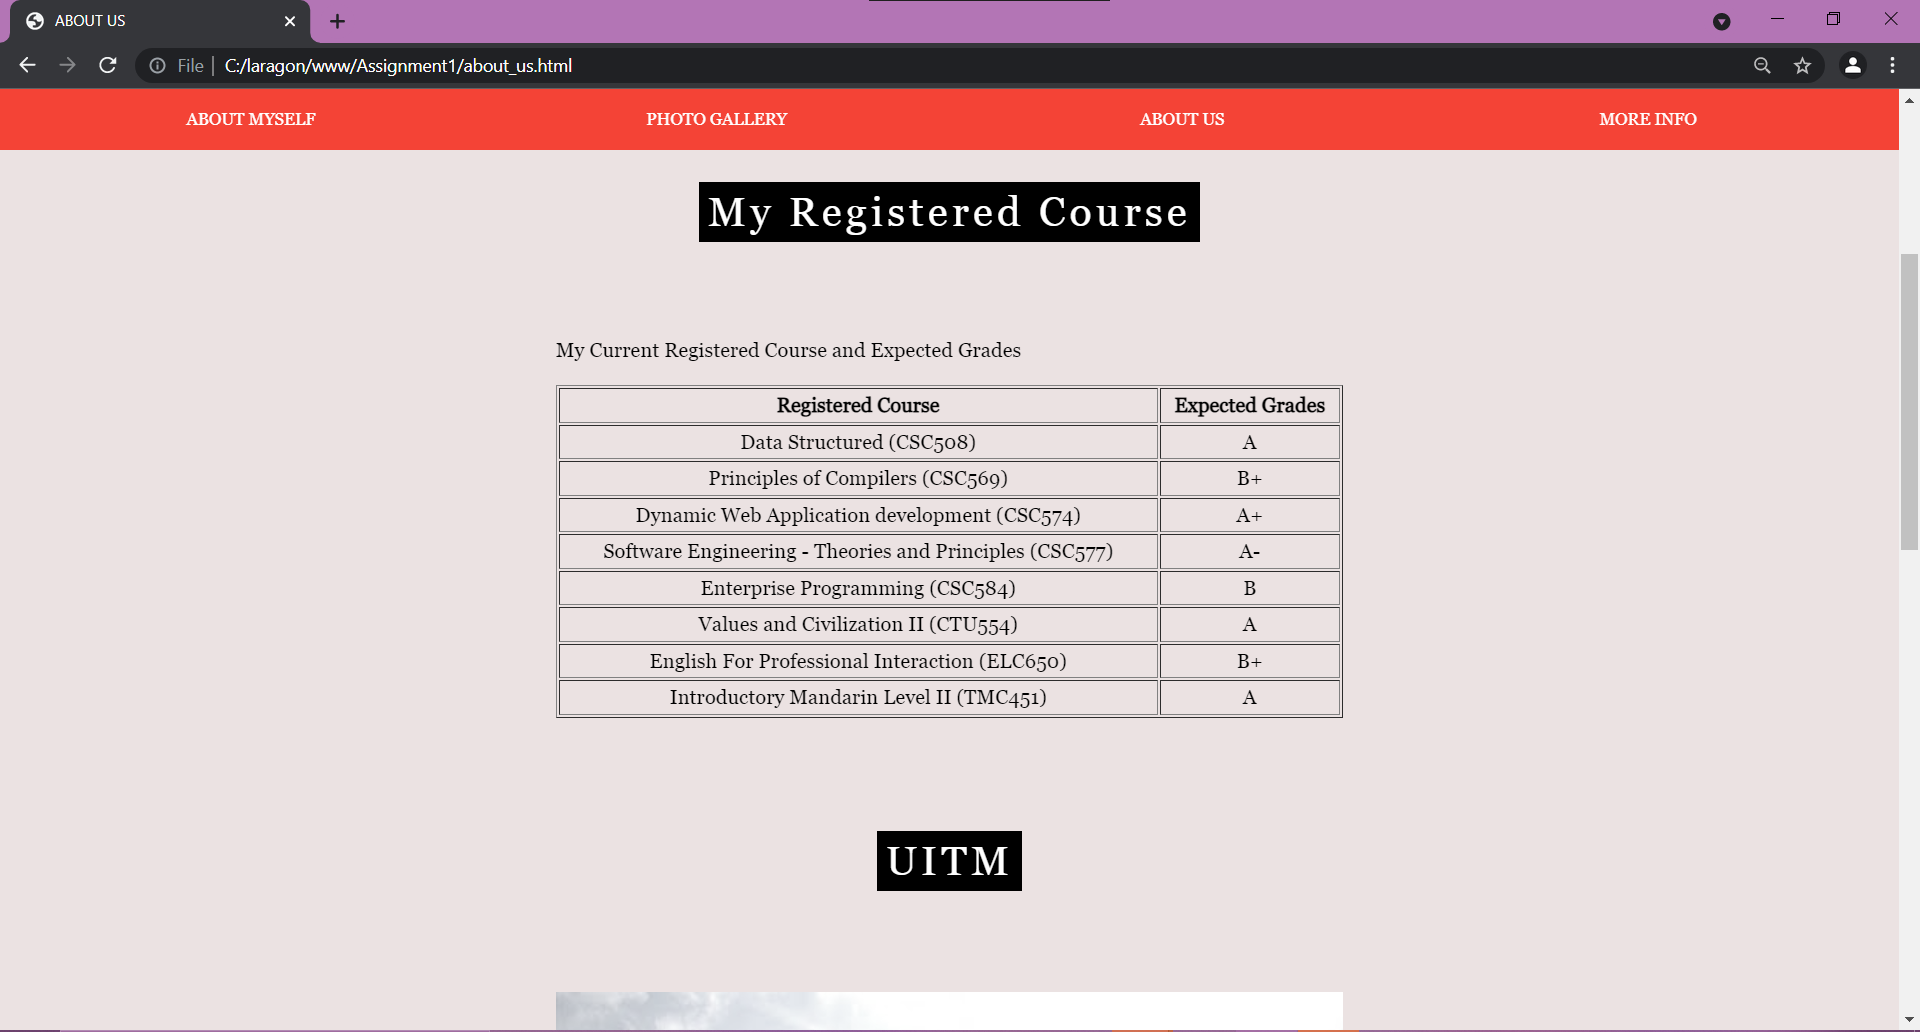 ABOUT US
File | C:/laragon/www/Assignment1/about_us.html
ABOUT MYSELF PHOTO GALLERY ABOUT US MORE INFO
My Registered Course
My Current Registered Course and Expected Grades
Registered Course Expected Grades
Data Structured (CSC508) A
Principles of Compilers (CSC569) B+
Dynamic Web Application development (CSC574) A+
Software Engineering - Theories and Principles (CSC577) A-
Enterprise Programming (CSC584) B
Values and Civilization II (CTU554) A
English For Professional Interaction (ELC650) B+
Introductory Mandarin Level II (TMC451) A
UITM